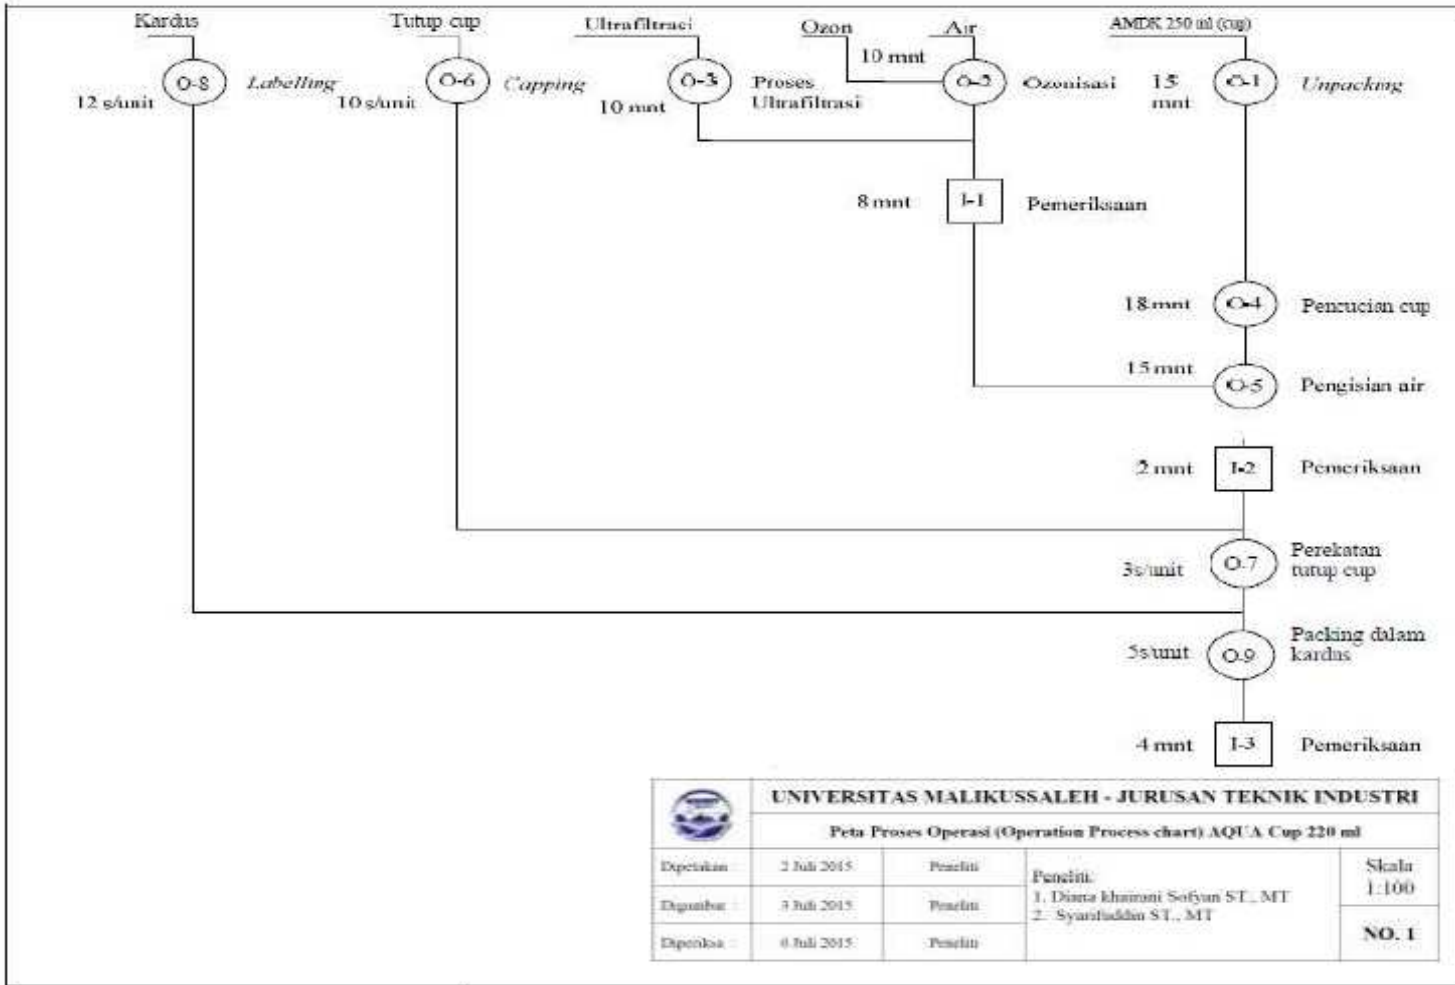 Kardus
Tutup cup
Ultrafiltrasi
Ozon
Air
AMDK 250 ml (cup)
12 s/unit
O-8
Labelling
10 s/unit
O-6
Capping
10 mnt
O-3
Proses
Ultrafiltrasi
10 mnt
O-2
Ozonisasi
15
mnt
O-1
Unpacking
8 mnt
I-1
Pemeriksaan
18 mnt
O-4
Pencucian cup
15 mnt
O-5
Pengisian air
2 mnt
I-2
Pemeriksaan
3s/unit
O-7
Perekatan
tutup cup
5s/unit
O-9
Packing dalam
kardus
4 mnt
I-3
Pemeriksaan
UNIVERSITAS MALIKUSSALEH - JURUSAN TEKNIK INDUSTRI
Peta Proses Operasi (Operation Process chart) AQUA Cup 220 ml
Dipetakan : 2 Juli 2015 Peneliti
Digambar : 3 Juli 2015 Peneliti
Diperiksa : 6 Juli 2015 Peneliti
Peneliti:
1. Diana khairani Sofyan ST., MT
2. Syarifuddin ST., MT
Skala
1:100
NO. 1